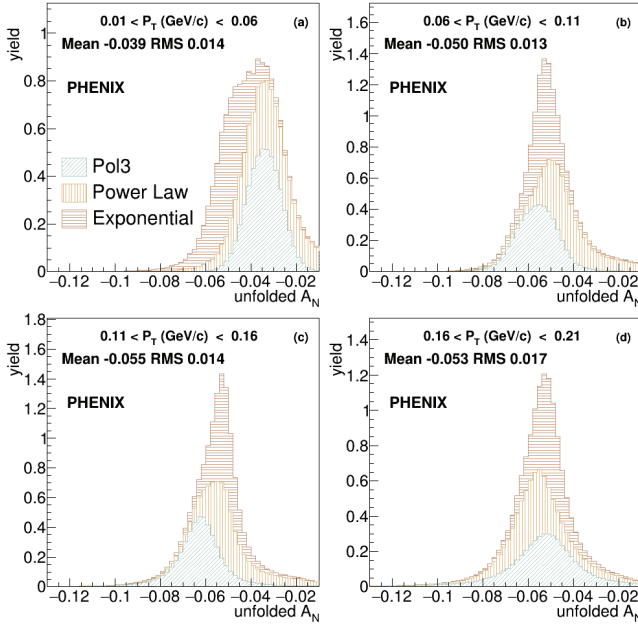 0.01 < P_T (GeV/c) < 0.06 (a)
Mean -0.039 RMS 0.014
PHENIX
Pol3
Power Law
Exponential
yield
1
0.8
0.6
0.4
0.2
0
−0.12 −0.1 −0.08 −0.06 −0.04 −0.02
unfolded A_N
0.06 < P_T (GeV/c) < 0.11 (b)
Mean -0.050 RMS 0.013
PHENIX
yield
1.6
1.4
1.2
1
0.8
0.6
0.4
0.2
0
−0.12 −0.1 −0.08 −0.06 −0.04 −0.02
unfolded A_N
0.11 < P_T (GeV/c) < 0.16 (c)
Mean -0.055 RMS 0.014
PHENIX
yield
1.8
1.6
1.4
1.2
1
0.8
0.6
0.4
0.2
0
−0.12 −0.1 −0.08 −0.06 −0.04 −0.02
unfolded A_N
0.16 < P_T (GeV/c) < 0.21 (d)
Mean -0.053 RMS 0.017
PHENIX
yield
1.4
1.2
1
0.8
0.6
0.4
0.2
0
−0.12 −0.1 −0.08 −0.06 −0.04 −0.02
unfolded A_N